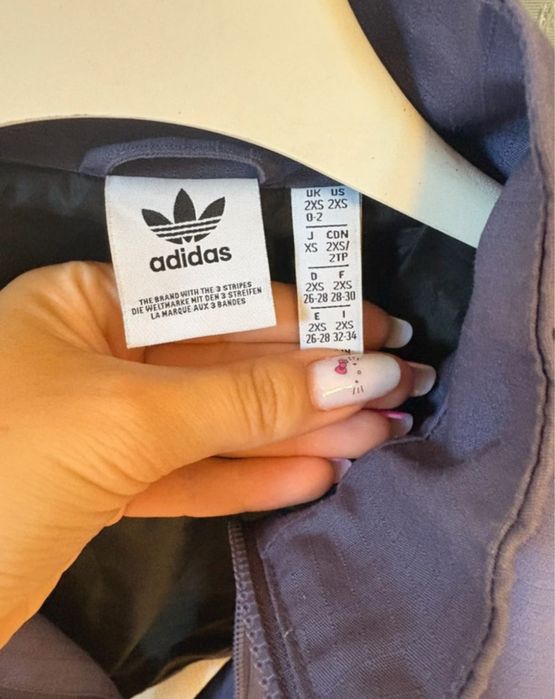 adidas
THE BRAND WITH THE 3 STRIPES
DIE WELTMARKE MIT DEN 3 STREIFEN
LA MARQUE AUX 3 BANDES
UK US
2XS 2XS
0-2
J CDN
XS 2XS/
2TP
D F
2XS 2XS
26-28 28-30
E I
2XS 2XS
26-28 32-34